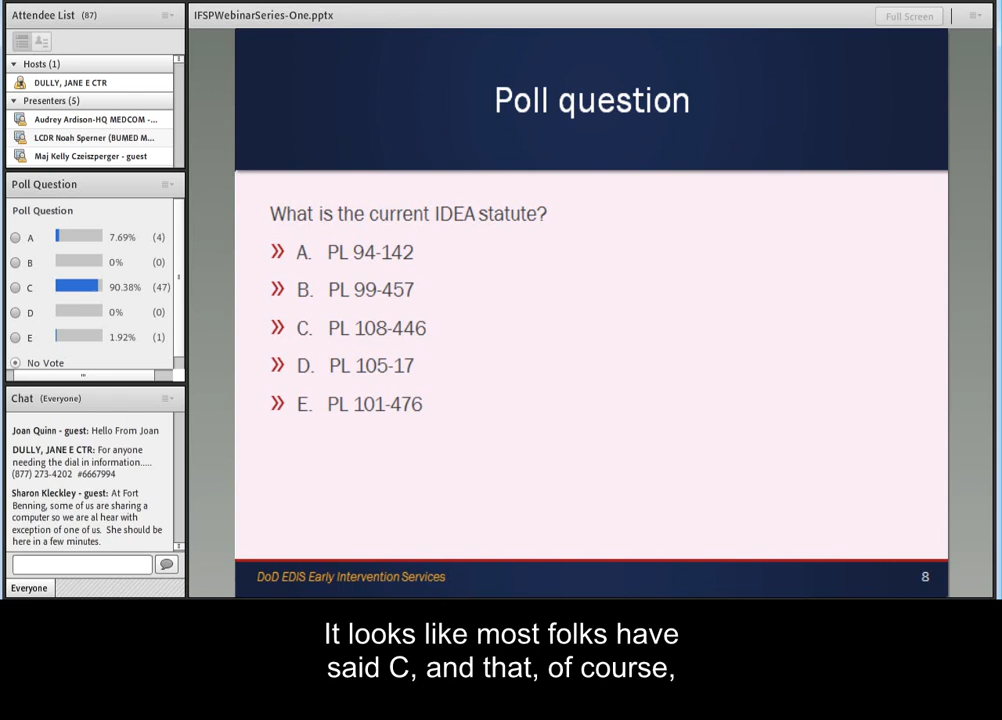 Attendee List (87)
Hosts (1)
DULLY, JANE E CTR
Presenters (5)
Audrey Ardison-HQ MEDCOM -...
LCDR Noah Sperner (BUMED M...
Maj Kelly Czeiszperger - guest
Poll Question
Poll Question
A 7.69% (4)
B 0% (0)
C 90.38% (47)
D 0% (0)
E 1.92% (1)
No Vote
Chat (Everyone)
Joan Quinn - guest: Hello From Joan
DULLY, JANE E CTR: For anyone
needing the dial in information.....
(877) 273-4202 #6667994
Sharon Kleckley - guest: At Fort
Benning, some of us are sharing a
computer so we are al hear with
exception of one of us. She should be
here in a few minutes.
Everyone
IFSPWebinarSeries-One.pptx
Full Screen
Poll question
What is the current IDEA statute?
» A. PL 94-142
» B. PL 99-457
» C. PL 108-446
» D. PL 105-17
» E. PL 101-476
DoD EDIS Early Intervention Services
8
It looks like most folks have
said C, and that, of course,